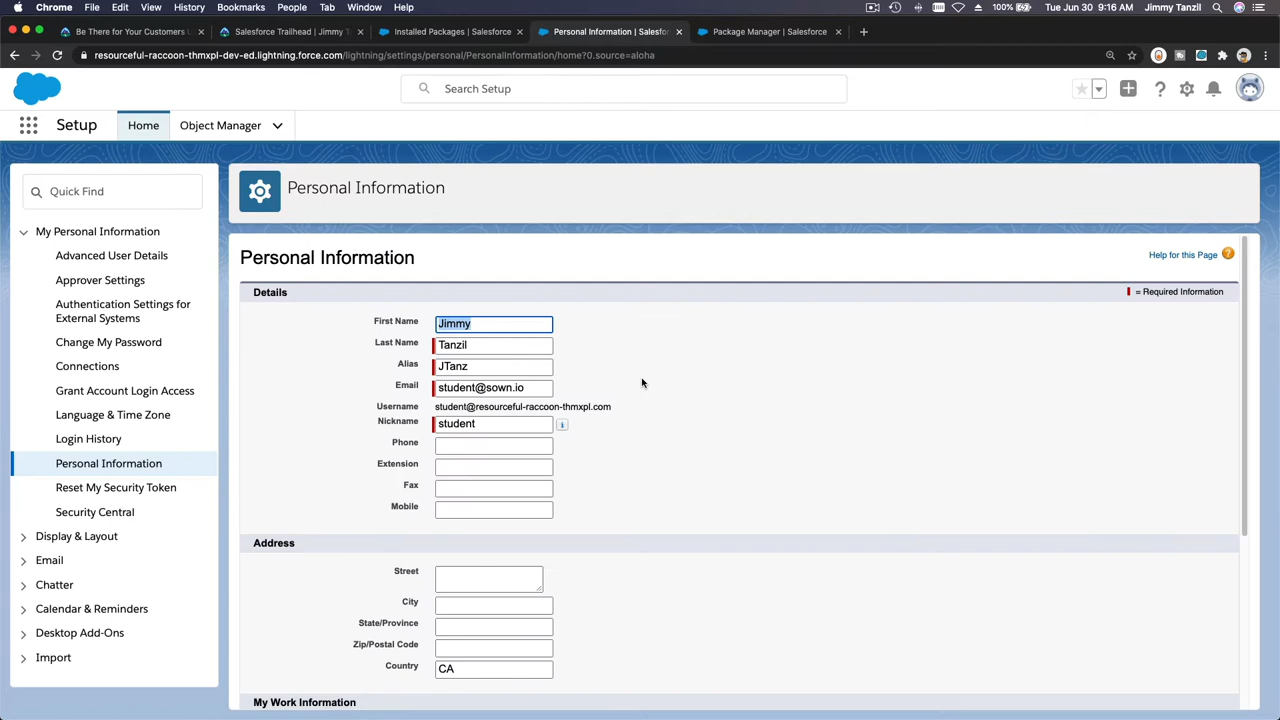 Chrome File Edit View History Bookmarks People Tab Window Help 100% Tue Jun 30 9:16 AM Jimmy Tanzil
Be There for Your Customers Salesforce Trailhead | Jimmy T Installed Packages | Salesforce Personal Information | Salesforce Package Manager | Salesforce
resourceful-raccoon-thmxpl-dev-ed.lightning.force.com/lightning/settings/personal/PersonalInformation/home?0.source=aloha
Search Setup
Setup Home Object Manager
Quick Find
My Personal Information
Advanced User Details
Approver Settings
Authentication Settings for
External Systems
Change My Password
Connections
Grant Account Login Access
Language & Time Zone
Login History
Personal Information
Reset My Security Token
Security Central
Display & Layout
Email
Chatter
Calendar & Reminders
Desktop Add-Ons
Import
Personal Information
Personal Information
Help for this Page ?
Details
= Required Information
First Name Jimmy
Last Name Tanzil
Alias JTanz
Email student@sown.io
Username student@resourceful-raccoon-thmxpl.com
Nickname student i
Phone
Extension
Fax
Mobile
Address
Street
City
State/Province
Zip/Postal Code
Country CA
My Work Information